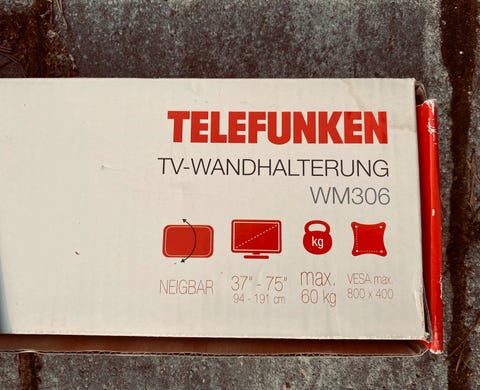 TELEFUNKEN
TV-WANDHALTERUNG
WM306
kg
NEIGBAR
37" - 75"
94 - 191 cm
max.
60 kg
VESA max.
800 x 400